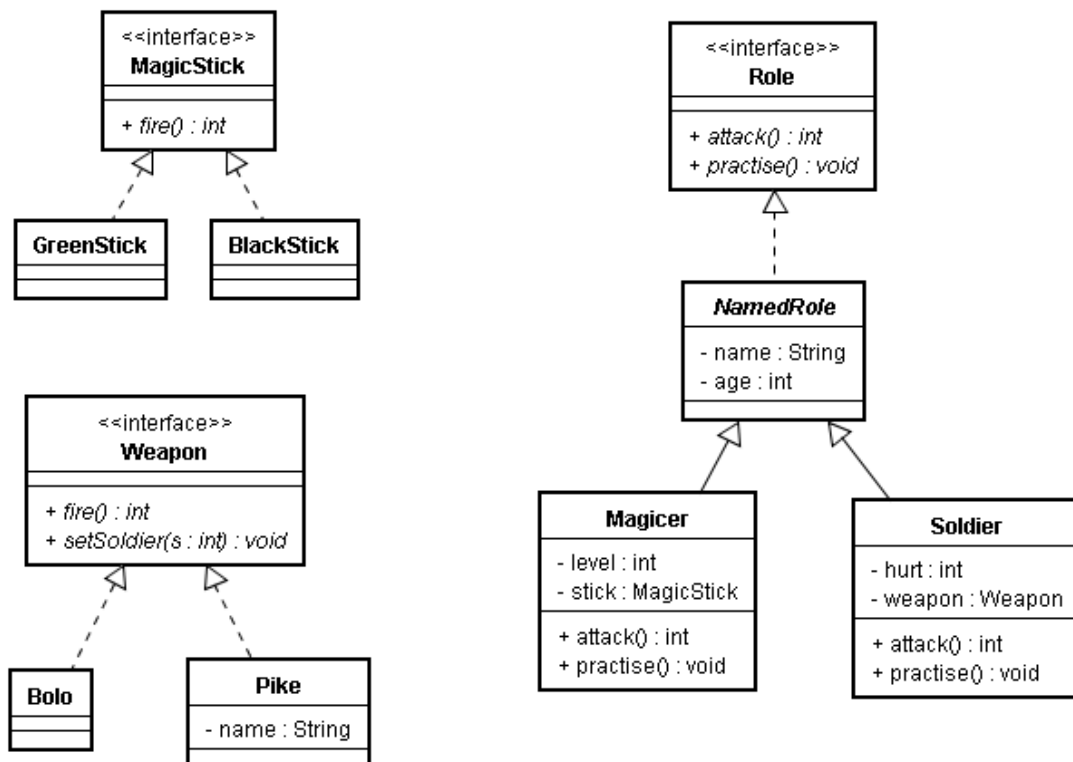 <<interface>>
MagicStick
+ fire() : int
GreenStick
BlackStick
<<interface>>
Weapon
+ fire() : int
+ setSoldier(s : int) : void
Bolo
Pike
- name : String
<<interface>>
Role
+ attack() : int
+ practise() : void
NamedRole
- name : String
- age : int
Magicer
- level : int
- stick : MagicStick
+ attack() : int
+ practise() : void
Soldier
- hurt : int
- weapon : Weapon
+ attack() : int
+ practise() : void